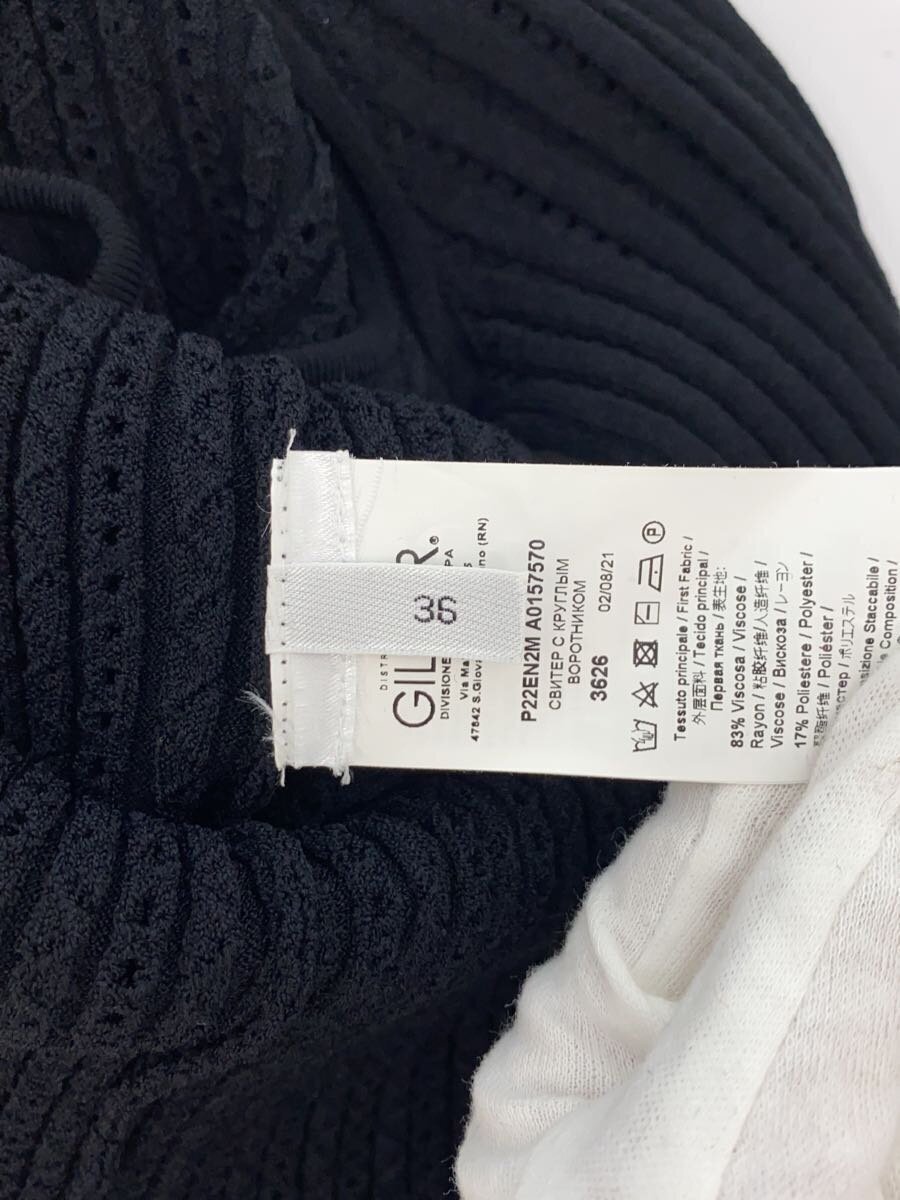 36
DISTR
GIL R®
DIVISIONE PA
Via Ma S
47842 S.Giova no (RN)
P22EN2M A0157570
СВИТЕР С КРУГЛЫМ
ВОРОТНИКОМ
3626 02/08/21
P
Tessuto principale / First Fabric /
外层面料 / Tecido principal /
Первая ткань / 表生地:
83% Viscosa / Viscose /
Rayon / 粘胶纤维/人造纤维 /
Viscose / Вискоза / レーヨン
17% Poliestere / Polyester /
聚酯纤维 / Poliéster /
эстер / ポリエステル
sizione Staccabile /
Composition /